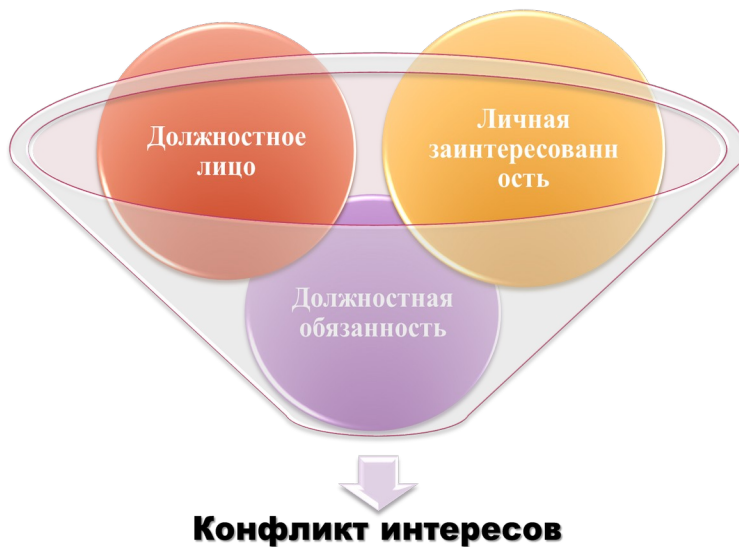 Должностное
лицо
Личная
заинтересованн
ость
Должностная
обязанность
Конфликт интересов